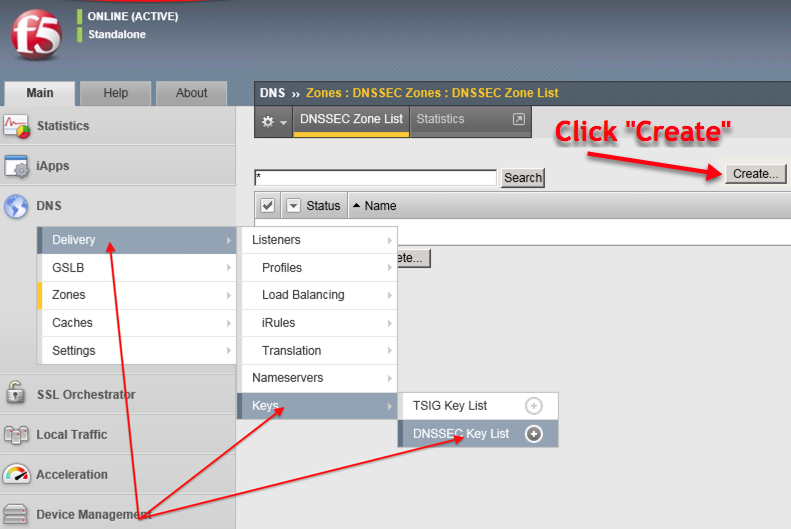 f5
ONLINE (ACTIVE)
Standalone
Main
Help
About
DNS ›› Zones : DNSSEC Zones : DNSSEC Zone List
DNSSEC Zone List
Statistics
Click "Create"
Statistics
iApps
DNS
*
Search
Create...
Status
Name
Delivery
GSLB
Zones
Caches
Settings
Listeners
Profiles
Load Balancing
iRules
Translation
Nameservers
Keys
ete...
TSIG Key List
DNSSEC Key List
SSL Orchestrator
Local Traffic
Acceleration
Device Management